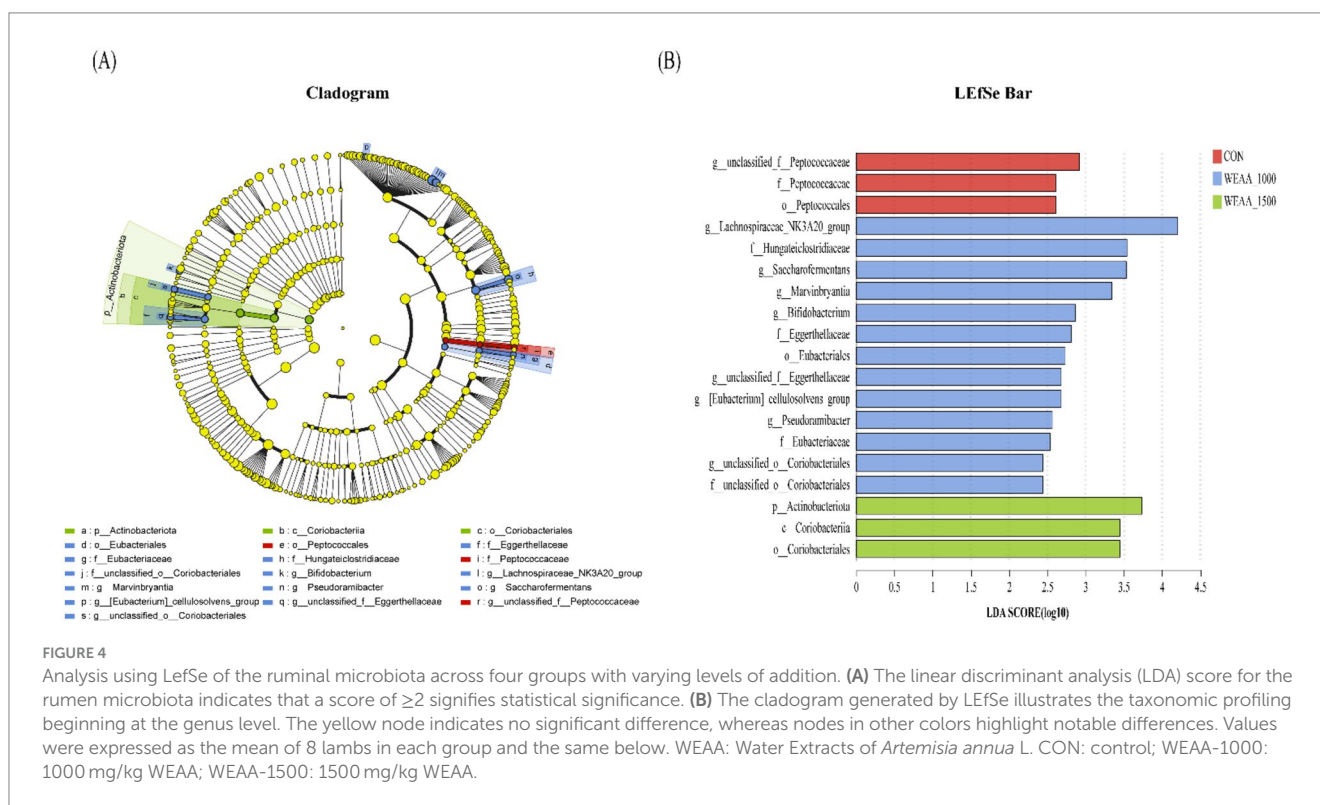 (A)
Cladogram
p__Actinobacteriota
a : p__Actinobacteriota
b : c__Coriobacteriia
c : o__Coriobacteriales
d : o__Eubacteriales
e : o__Peptococcales
f : f__Eggerthellaceae
g : f__Eubacteriaceae
h : f__Hungateiclostridiaceae
i : f__Peptococcaceae
j : f__unclassified_o__Coriobacteriales
k : g__Bifidobacterium
l : g__Lachnospiraceae_NK3A20_group
m : g Marvinbryantia
n : g Pseudoramibacter
o : g Saccharofermentans
p : g__[Eubacterium]_cellulosolvens_group
q : g__unclassified_f__Eggerthellaceae
r : g__unclassified_f__Peptococcaceae
s : g__unclassified_o__Coriobacteriales
(B)
LEfSe Bar
g__unclassified_f__Peptococcaceae
f__Peptococcaceae
o__Peptococcales
g__Lachnospiraceae_NK3A20_group
f__Hungateiclostridiaceae
g__Saccharofermentans
g__Marvinbryantia
g__Bifidobacterium
f__Eggerthellaceae
o__Eubacteriales
g__unclassified_f__Eggerthellaceae
g [Eubacterium] cellulosolvens group
g__Pseudoramibacter
f__Eubacteriaceae
g__unclassified_o__Coriobacteriales
f__unclassified_o__Coriobacteriales
p__Actinobacteriota
c Coriobacteriia
o__Coriobacteriales
0 0.5 1 1.5 2 2.5 3 3.5 4 4.5
LDA SCORE(log10)
CON
WEAA_1000
WEAA_1500
FIGURE 4
Analysis using LefSe of the ruminal microbiota across four groups with varying levels of addition. (A) The linear discriminant analysis (LDA) score for the
rumen microbiota indicates that a score of ≥2 signifies statistical significance. (B) The cladogram generated by LEfSe illustrates the taxonomic profiling
beginning at the genus level. The yellow node indicates no significant difference, whereas nodes in other colors highlight notable differences. Values
were expressed as the mean of 8 lambs in each group and the same below. WEAA: Water Extracts of Artemisia annua L. CON: control; WEAA-1000:
1000 mg/kg WEAA; WEAA-1500: 1500 mg/kg WEAA.